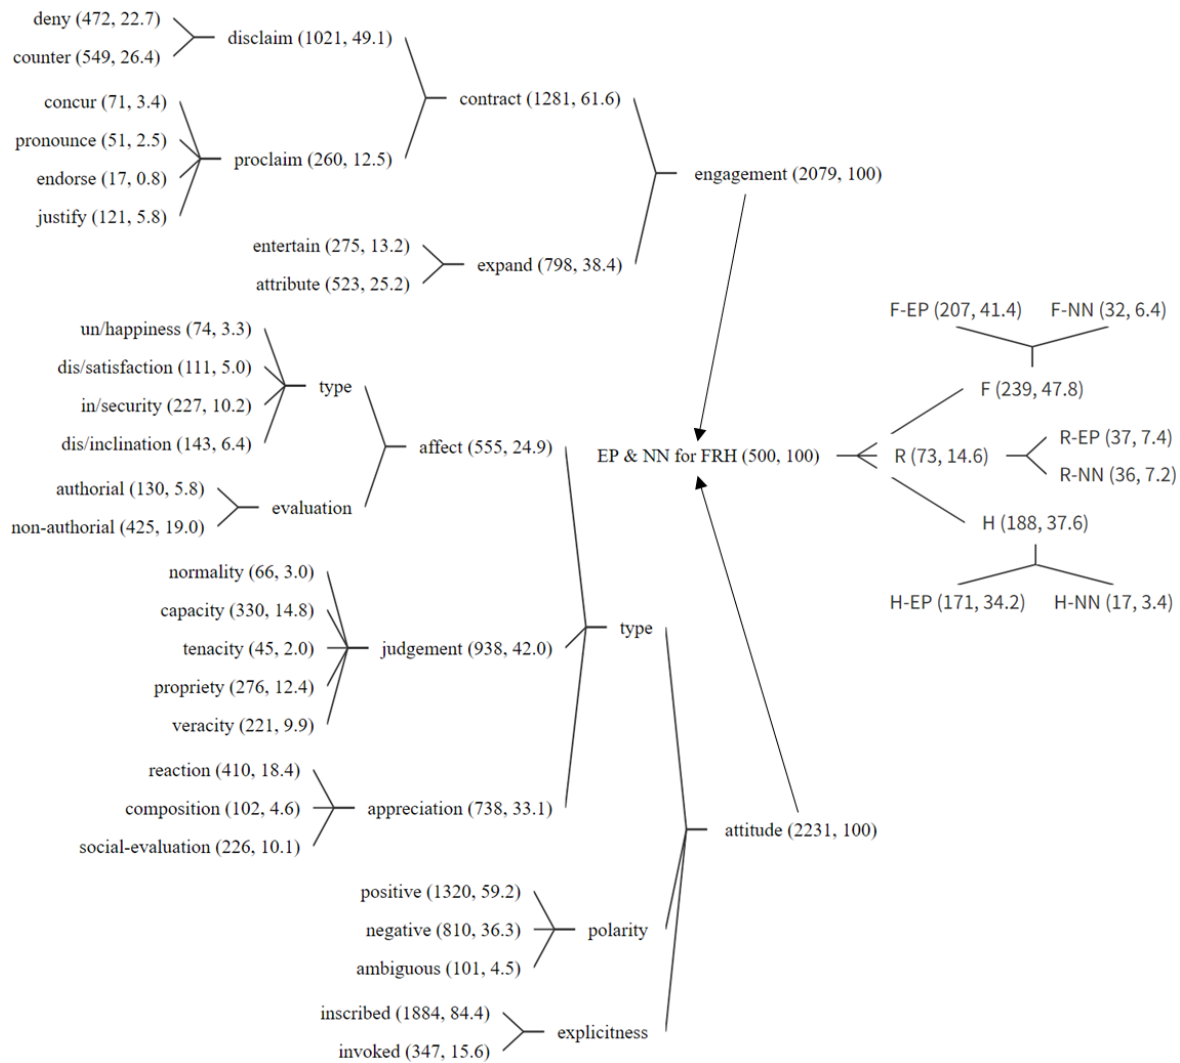 deny (472, 22.7)
counter (549, 26.4)
disclaim (1021, 49.1)
concur (71, 3.4)
pronounce (51, 2.5)
endorse (17, 0.8)
justify (121, 5.8)
proclaim (260, 12.5)
contract (1281, 61.6)
entertain (275, 13.2)
attribute (523, 25.2)
expand (798, 38.4)
engagement (2079, 100)
un/happiness (74, 3.3)
dis/satisfaction (111, 5.0)
in/security (227, 10.2)
dis/inclination (143, 6.4)
type
authorial (130, 5.8)
non-authorial (425, 19.0)
evaluation
affect (555, 24.9)
normality (66, 3.0)
capacity (330, 14.8)
tenacity (45, 2.0)
propriety (276, 12.4)
veracity (221, 9.9)
judgement (938, 42.0)
reaction (410, 18.4)
composition (102, 4.6)
social-evaluation (226, 10.1)
appreciation (738, 33.1)
type
positive (1320, 59.2)
negative (810, 36.3)
ambiguous (101, 4.5)
polarity
inscribed (1884, 84.4)
invoked (347, 15.6)
explicitness
attitude (2231, 100)
EP & NN for FRH (500, 100)
F-EP (207, 41.4)
F-NN (32, 6.4)
F (239, 47.8)
R (73, 14.6)
R-EP (37, 7.4)
R-NN (36, 7.2)
H (188, 37.6)
H-EP (171, 34.2)
H-NN (17, 3.4)